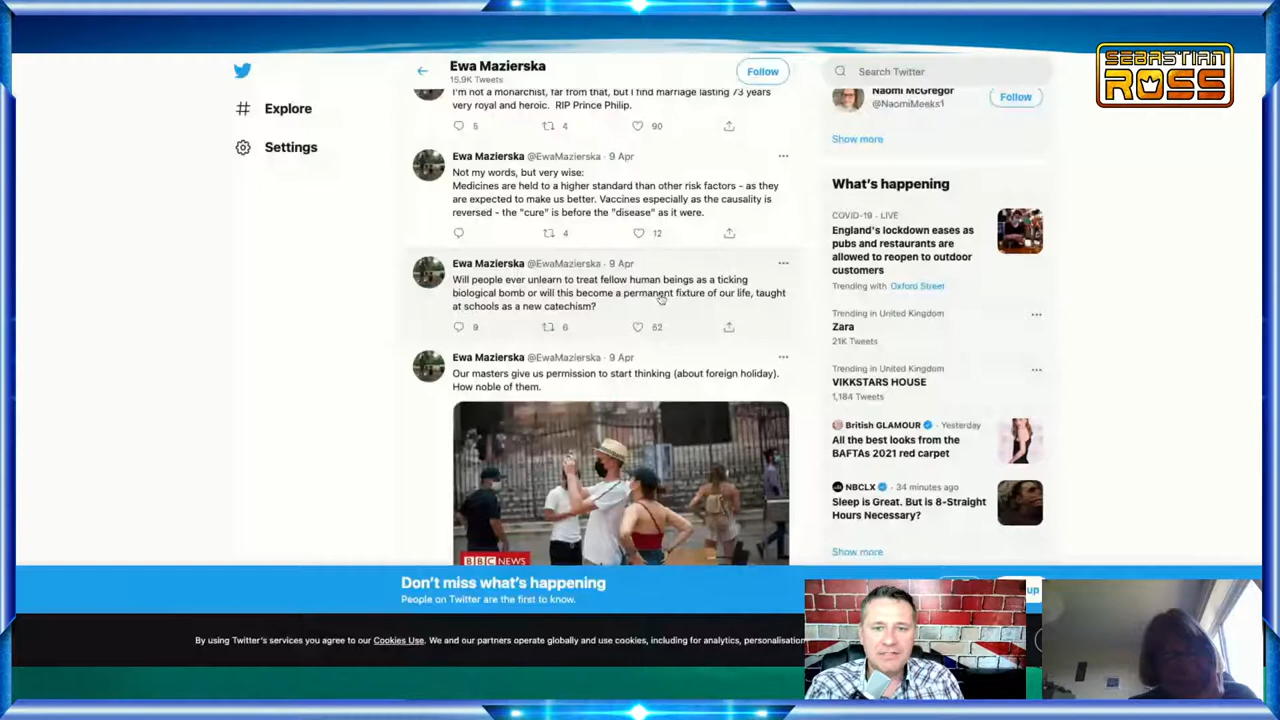 SEBASTIAN
ROSS
Explore
Settings
Ewa Mazierska
15.9K Tweets
Follow
I'm not a monarchist, far from that, but I find marriage lasting 73 years
very royal and heroic. RIP Prince Philip.
5 4 90
Ewa Mazierska @EwaMazierska · 9 Apr
Not my words, but very wise:
Medicines are held to a higher standard than other risk factors - as they
are expected to make us better. Vaccines especially as the causality is
reversed - the "cure" is before the "disease" as it were.
4 12
Ewa Mazierska @EwaMazierska · 9 Apr
Will people ever unlearn to treat fellow human beings as a ticking
biological bomb or will this become a permanent fixture of our life, taught
at schools as a new catechism?
9 6 52
Ewa Mazierska @EwaMazierska · 9 Apr
Our masters give us permission to start thinking (about foreign holiday).
How noble of them.
BBC NEWS
Search Twitter
Naomi McGregor
@NaomiMeeks1
Follow
Show more
What's happening
COVID-19 · LIVE
England's lockdown eases as
pubs and restaurants are
allowed to reopen to outdoor
customers
Trending with Oxford Street
Trending in United Kingdom
Zara
21K Tweets
Trending in United Kingdom
VIKKSTARS HOUSE
1,184 Tweets
British GLAMOUR · Yesterday
All the best looks from the
BAFTAs 2021 red carpet
NBCLX · 34 minutes ago
Sleep is Great. But is 8-Straight
Hours Necessary?
Show more
Don't miss what's happening
People on Twitter are the first to know.
up
By using Twitter's services you agree to our Cookies Use. We and our partners operate globally and use cookies, including for analytics, personalisation